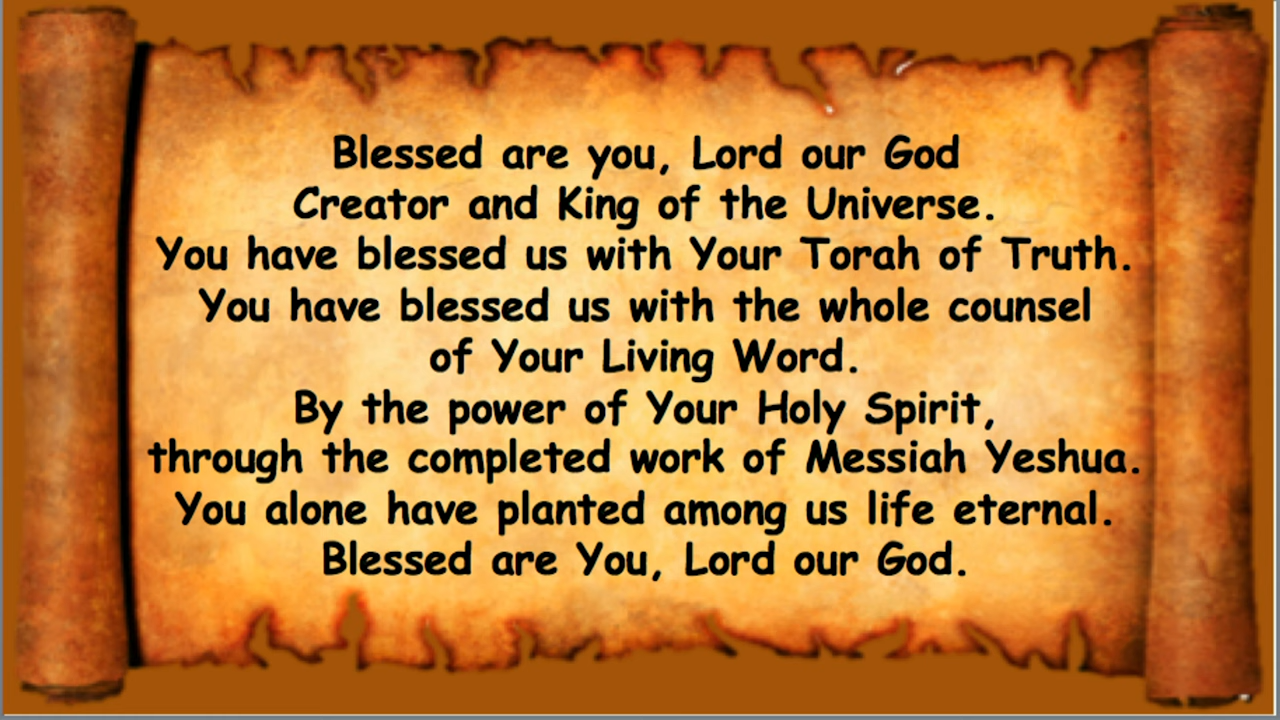 Blessed are you, Lord our God
Creator and King of the Universe.
You have blessed us with Your Torah of Truth.
You have blessed us with the whole counsel
of Your Living Word.
By the power of Your Holy Spirit,
through the completed work of Messiah Yeshua.
You alone have planted among us life eternal.
Blessed are You, Lord our God.